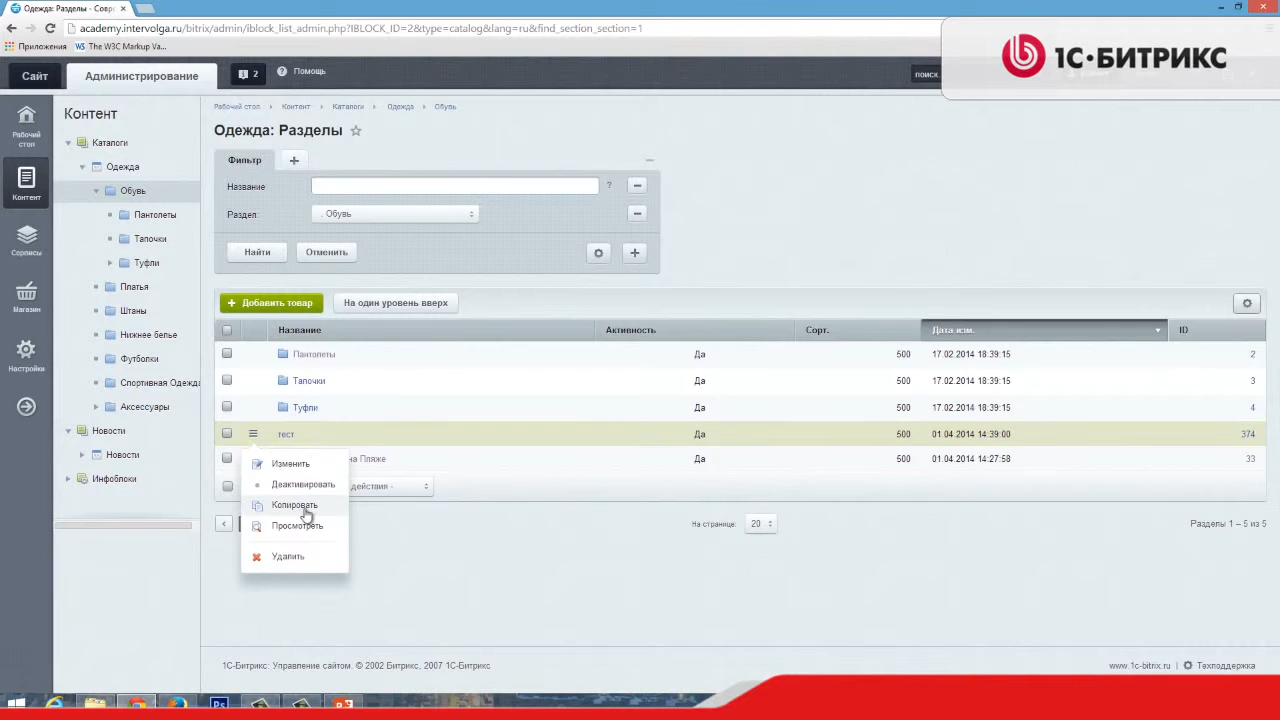 Одежда: Разделы - Совр
academy.intervolga.ru/bitrix/admin/iblock_list_admin.php?IBLOCK_ID=2&type=catalog&lang=ru&find_section_section=1
Приложения The W3C Markup Va...
1С·БИТРИКС
Сайт Администрирование 2 Помощь поиск.
Рабочий стол Контент Каталоги Одежда Обувь
Рабочий стол
Контент
Сервисы
Магазин
Настройки
Контент
Каталоги
Одежда
Обувь
Пантолеты
Тапочки
Туфли
Платья
Штаны
Нижнее белье
Футболки
Спортивная Одежда
Аксессуары
Новости
Новости
Инфоблоки
Одежда: Разделы
Фильтр +
Название ?
Раздел: . Обувь
Найти Отменить
+ Добавить товар На один уровень вверх
Название Активность Сорт. Дата изм. ID
Пантолеты Да 500 17.02.2014 18:39:15 2
Тапочки Да 500 17.02.2014 18:39:15 3
Туфли Да 500 17.02.2014 18:39:15 4
тест Да 500 01.04.2014 14:39:00 374
на Пляже Да 500 01.04.2014 14:27:58 33
действия -
Изменить
Деактивировать
Копировать
Просмотреть
Удалить
На странице: 20 Разделы 1 – 5 из 5
1С-Битрикс: Управление сайтом. © 2002 Битрикс, 2007 1С-Битрикс www.1c-bitrix.ru Техподдержка